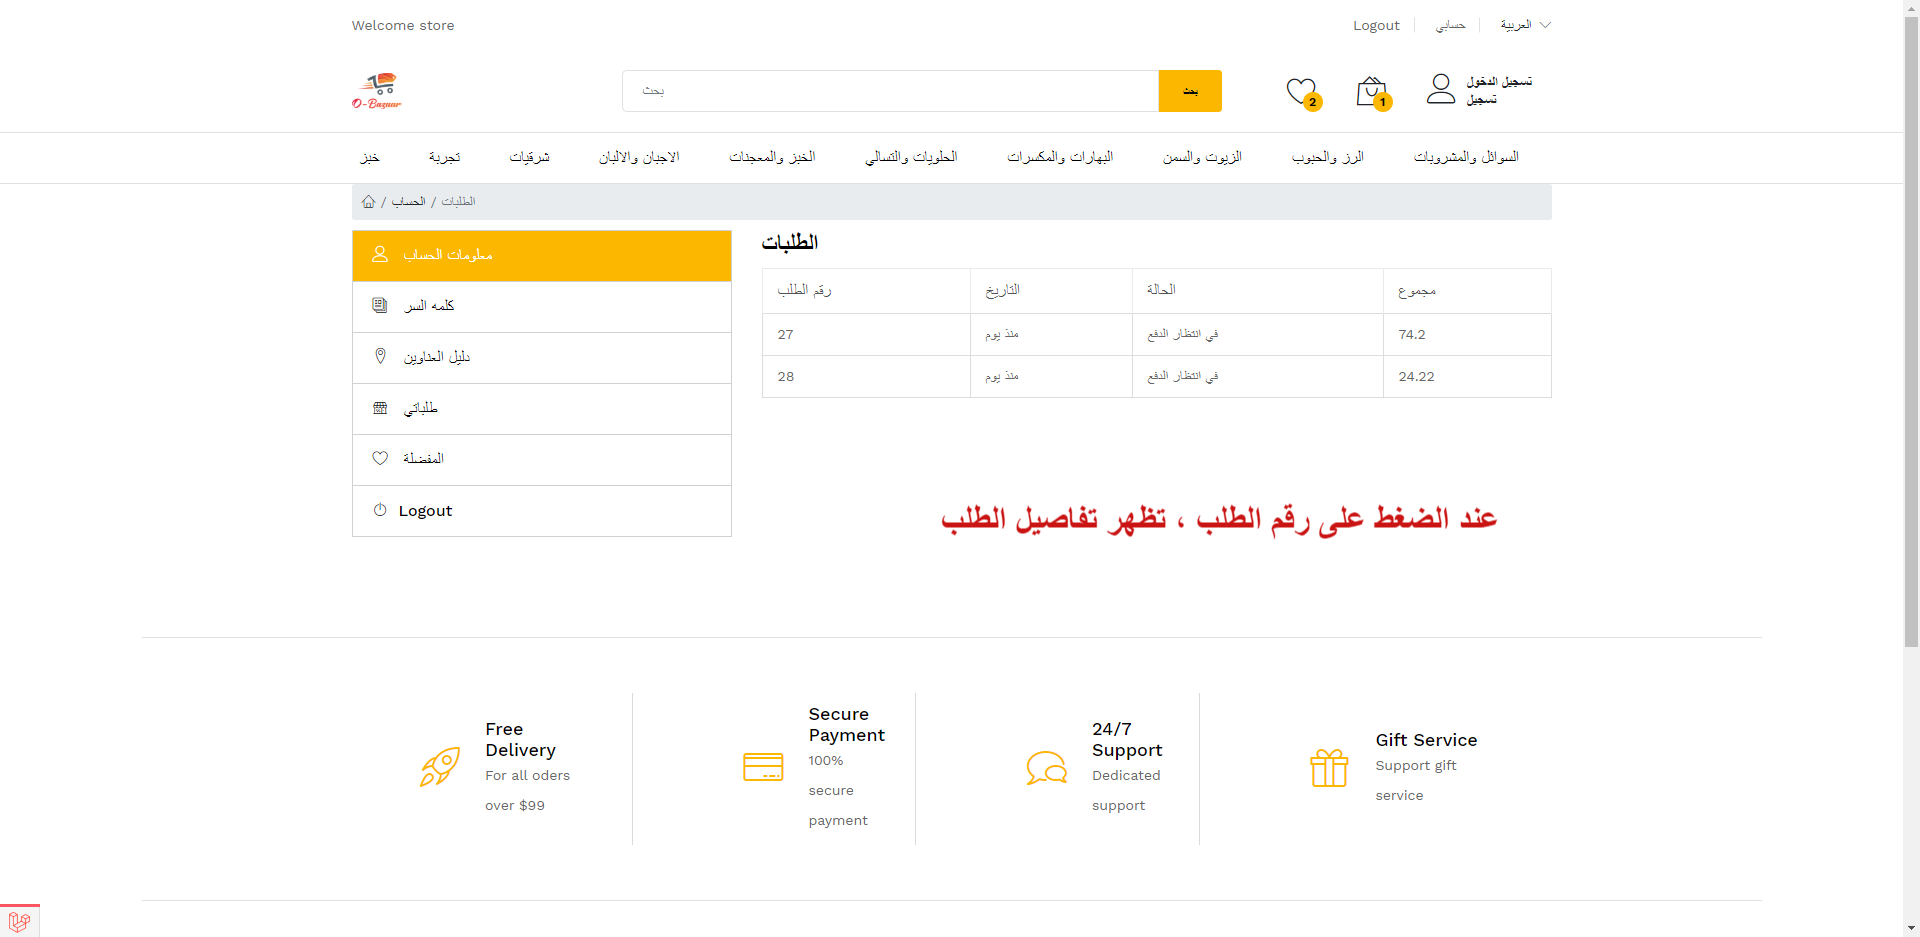 Welcome store
Logout
حسابي
العربية
O-Bazaar
بحث
بحث
2
1
تسجيل الدخول
تسجيل
خبز
تجربة
شرقيات
الاجبان والالبان
الخبز والمعجنات
الحلويات والتسالي
البهارات والمكسرات
الزيوت والسمن
الرز والحبوب
السوائل والمشروبات
/ الحساب / الطلبات
معلومات الحساب
كلمه السر
دليل العناوين
طلباتي
المفضلة
Logout
الطلبات
رقم الطلب
التاريخ
الحالة
مجموع
27
منذ يوم
في انتظار الدفع
74.2
28
منذ يوم
في انتظار الدفع
24.22
عند الضغط على رقم الطلب ، تظهر تفاصيل الطلب
Free
Delivery
For all oders
over $99
Secure
Payment
100%
secure
payment
24/7
Support
Dedicated
support
Gift Service
Support gift
service